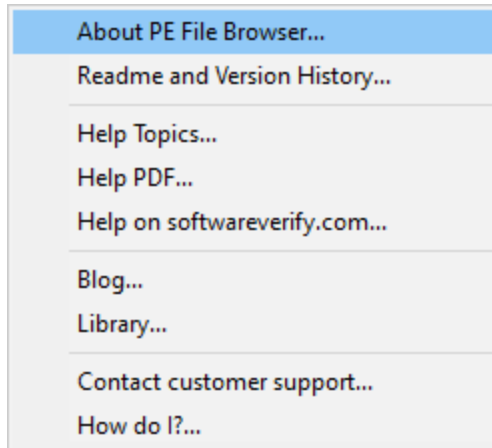 About PE File Browser...
Readme and Version History...
Help Topics...
Help PDF...
Help on softwareverify.com...
Blog...
Library...
Contact customer support...
How do I?...